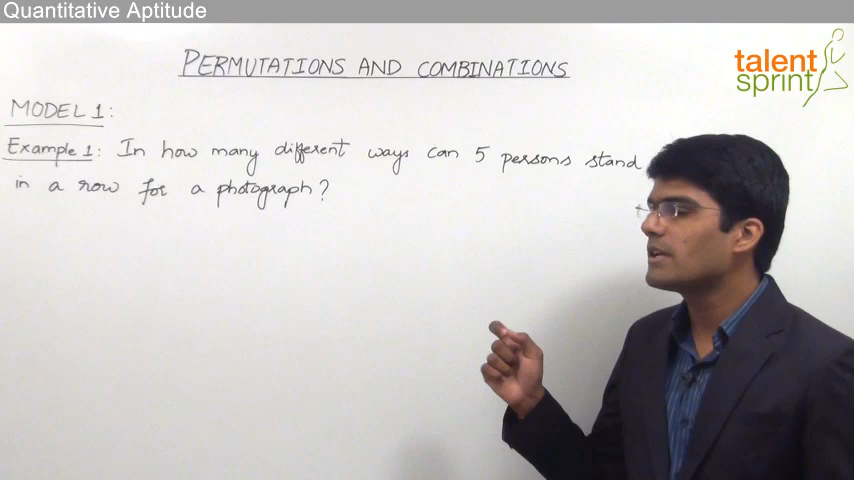 Quantitative Aptitude
PERMUTATIONS AND COMBINATIONS
talent
sprint
MODEL 1:
Example 1: In how many different ways can 5 persons stand
in a row for a photograph?